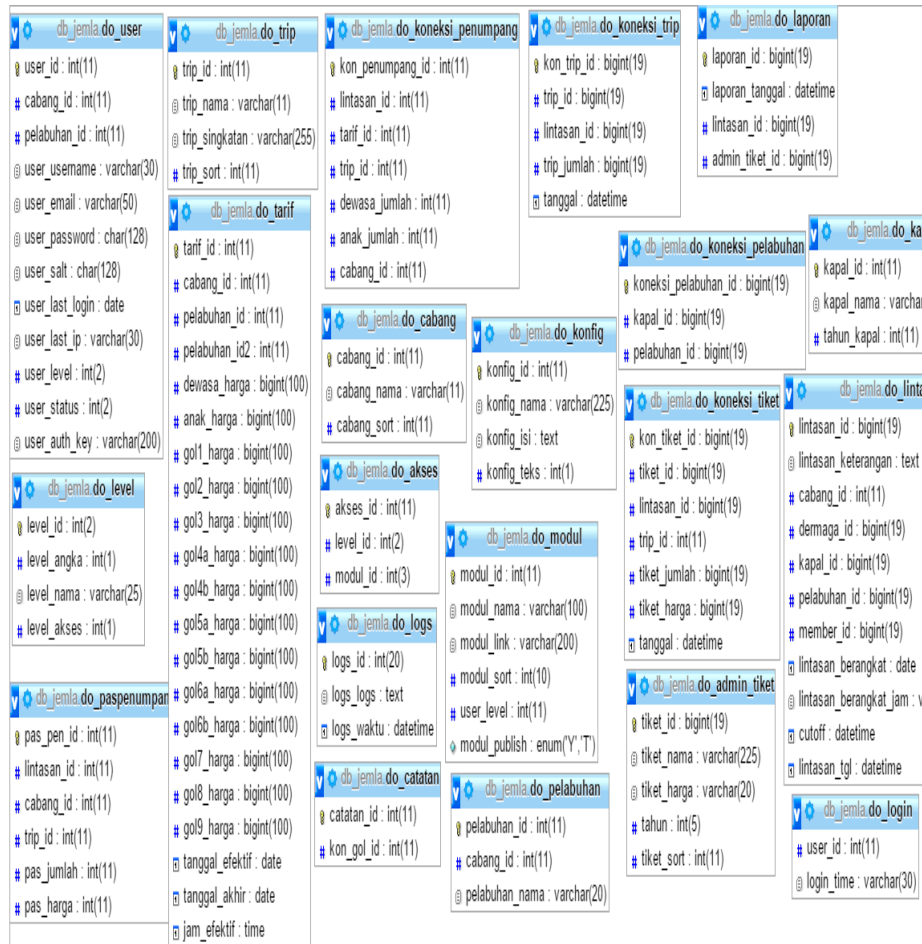 db_jemla.do_user
user_id : int(11)
cabang_id : int(11)
pelabuhan_id : int(11)
user_username : varchar(30)
user_email : varchar(50)
user_password : char(128)
user_salt : char(128)
user_last_login : date
user_last_ip : varchar(30)
user_level : int(2)
user_status : int(2)
user_auth_key : varchar(200)
db_jemla.do_level
level_id : int(2)
level_angka : int(1)
level_nama : varchar(25)
level_akses : int(1)
db_jemla.do_paspenumpan
pas_pen_id : int(11)
lintasan_id : int(11)
cabang_id : int(11)
trip_id : int(11)
pas_jumlah : int(11)
pas_harga : int(11)
db_jemla.do_trip
trip_id : int(11)
trip_nama : varchar(11)
trip_singkatan : varchar(255)
trip_sort : int(11)
db_jemla.do_tarif
tarif_id : int(11)
cabang_id : int(11)
pelabuhan_id : int(11)
pelabuhan_id2 : int(11)
dewasa_harga : bigint(100)
anak_harga : bigint(100)
gol1_harga : bigint(100)
gol2_harga : bigint(100)
gol3_harga : bigint(100)
gol4a_harga : bigint(100)
gol4b_harga : bigint(100)
gol5a_harga : bigint(100)
gol5b_harga : bigint(100)
gol6a_harga : bigint(100)
gol6b_harga : bigint(100)
gol7_harga : bigint(100)
gol8_harga : bigint(100)
gol9_harga : bigint(100)
tanggal_efektif : date
tanggal_akhir : date
jam_efektif : time
db_jemla.do_koneksi_penumpang
kon_penumpang_id : int(11)
lintasan_id : int(11)
tarif_id : int(11)
trip_id : int(11)
dewasa_jumlah : int(11)
anak_jumlah : int(11)
cabang_id : int(11)
db_jemla.do_cabang
cabang_id : int(11)
cabang_nama : varchar(11)
cabang_sort : int(11)
db_jemla.do_akses
akses_id : int(11)
level_id : int(2)
modul_id : int(3)
db_jemla.do_logs
logs_id : int(20)
logs_logs : text
logs_waktu : datetime
db_jemla.do_catatan
catatan_id : int(11)
kon_gol_id : int(11)
db_jemla.do_konfig
konfig_id : int(11)
konfig_nama : varchar(225)
konfig_isi : text
konfig_teks : int(1)
db_jemla.do_modul
modul_id : int(11)
modul_nama : varchar(100)
modul_link : varchar(200)
modul_sort : int(10)
user_level : int(11)
modul_publish : enum('Y','T')
db_jemla.do_pelabuhan
pelabuhan_id : int(11)
cabang_id : int(11)
pelabuhan_nama : varchar(20)
db_jemla.do_koneksi_trip
kon_trip_id : bigint(19)
trip_id : bigint(19)
lintasan_id : bigint(19)
trip_jumlah : bigint(19)
tanggal : datetime
db_jemla.do_laporan
laporan_id : bigint(19)
laporan_tanggal : datetime
lintasan_id : bigint(19)
admin_tiket_id : bigint(19)
db_jemla.do_koneksi_pelabuhan
koneksi_pelabuhan_id : bigint(19)
kapal_id : bigint(19)
pelabuhan_id : bigint(19)
db_jemla.do_ka
kapal_id : int(11)
kapal_nama : varchar
tahun_kapal : int(11)
db_jemla.do_koneksi_tiket
kon_tiket_id : bigint(19)
tiket_id : bigint(19)
lintasan_id : bigint(19)
trip_id : int(11)
tiket_jumlah : bigint(19)
tiket_harga : bigint(19)
tanggal : datetime
db_jemla.do_admin_tiket
tiket_id : bigint(19)
tiket_nama : varchar(225)
tiket_harga : varchar(20)
tahun : int(5)
tiket_sort : int(11)
db_jemla.do_linta
lintasan_id : bigint(19)
lintasan_keterangan : text
cabang_id : int(11)
dermaga_id : bigint(19)
kapal_id : bigint(19)
pelabuhan_id : bigint(19)
member_id : bigint(19)
lintasan_berangkat : date
lintasan_berangkat_jam : v
cutoff : datetime
lintasan_tgl : datetime
db_jemla.do_login
user_id : int(11)
login_time : varchar(30)